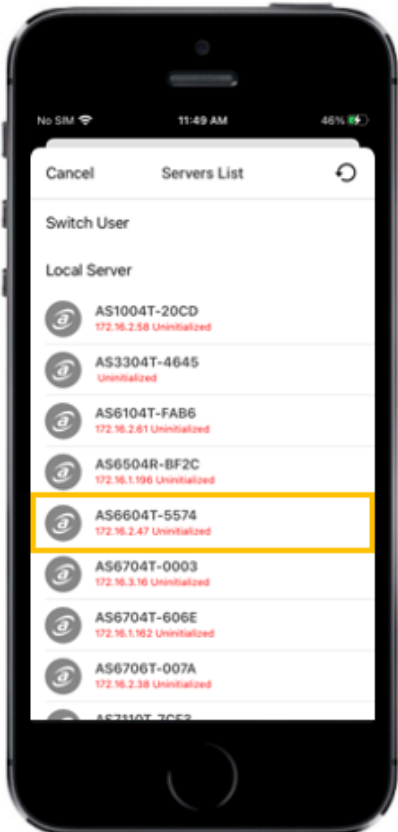 No SIM 11:49 AM 46%
Cancel Servers List
Switch User
Local Server
AS1004T-20CD
172.16.2.58 Uninitialized
AS3304T-4645
Uninitialized
AS6104T-FAB6
172.16.2.61 Uninitialized
AS6504R-BF2C
172.16.1.196 Uninitialized
AS6604T-5574
172.16.2.47 Uninitialized
AS6704T-0003
172.16.3.16 Uninitialized
AS6704T-606E
172.16.1.162 Uninitialized
AS6706T-007A
172.16.2.38 Uninitialized